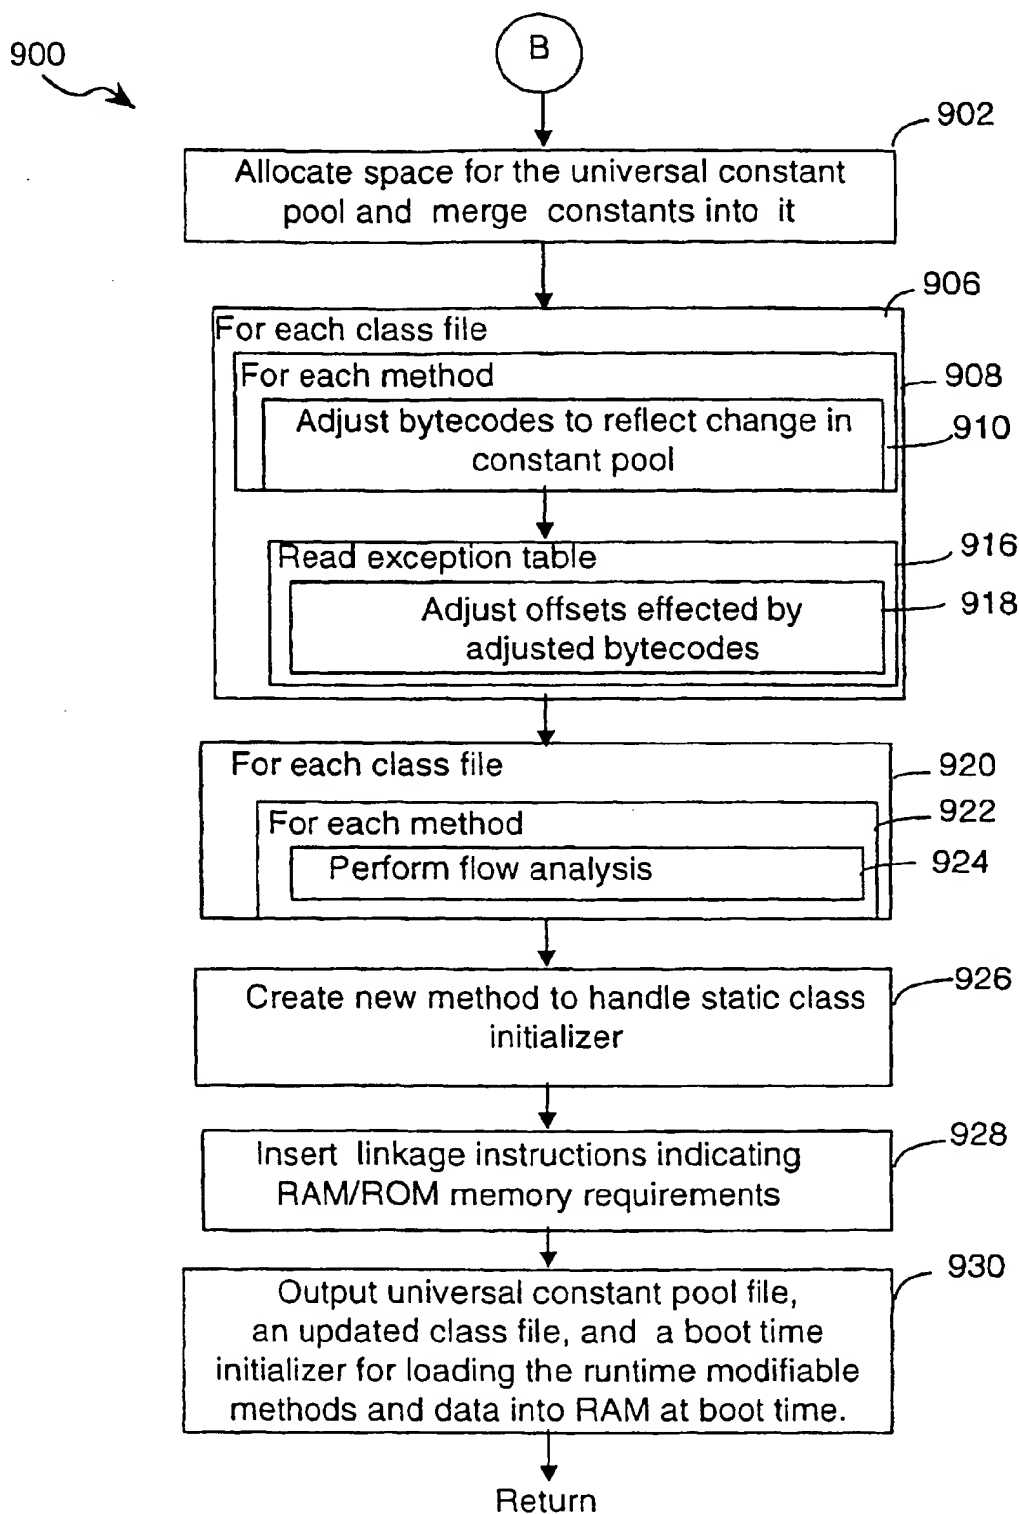 900
B
902
Allocate space for the universal constant
pool and merge constants into it
906
For each class file
For each method
908
Adjust bytecodes to reflect change in
constant pool
910
Read exception table
916
Adjust offsets effected by
adjusted bytecodes
918
For each class file
920
For each method
922
Perform flow analysis
924
Create new method to handle static class
initializer
926
Insert linkage instructions indicating
RAM/ROM memory requirements
928
Output universal constant pool file,
an updated class file, and a boot time
initializer for loading the runtime modifiable
methods and data into RAM at boot time.
930
Return